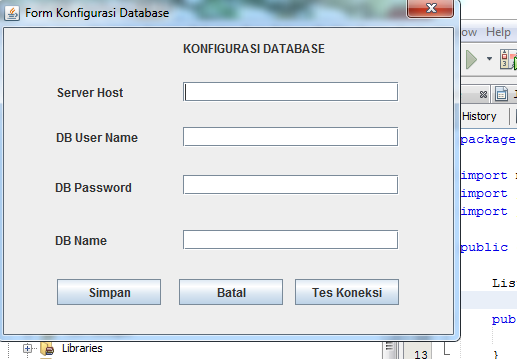 Form Konfigurasi Database
KONFIGURASI DATABASE
Server Host
DB User Name
DB Password
DB Name
Simpan Batal Tes Koneksi
Help
History
package
import
import
import
public
Lis
pub
13 }
Libraries